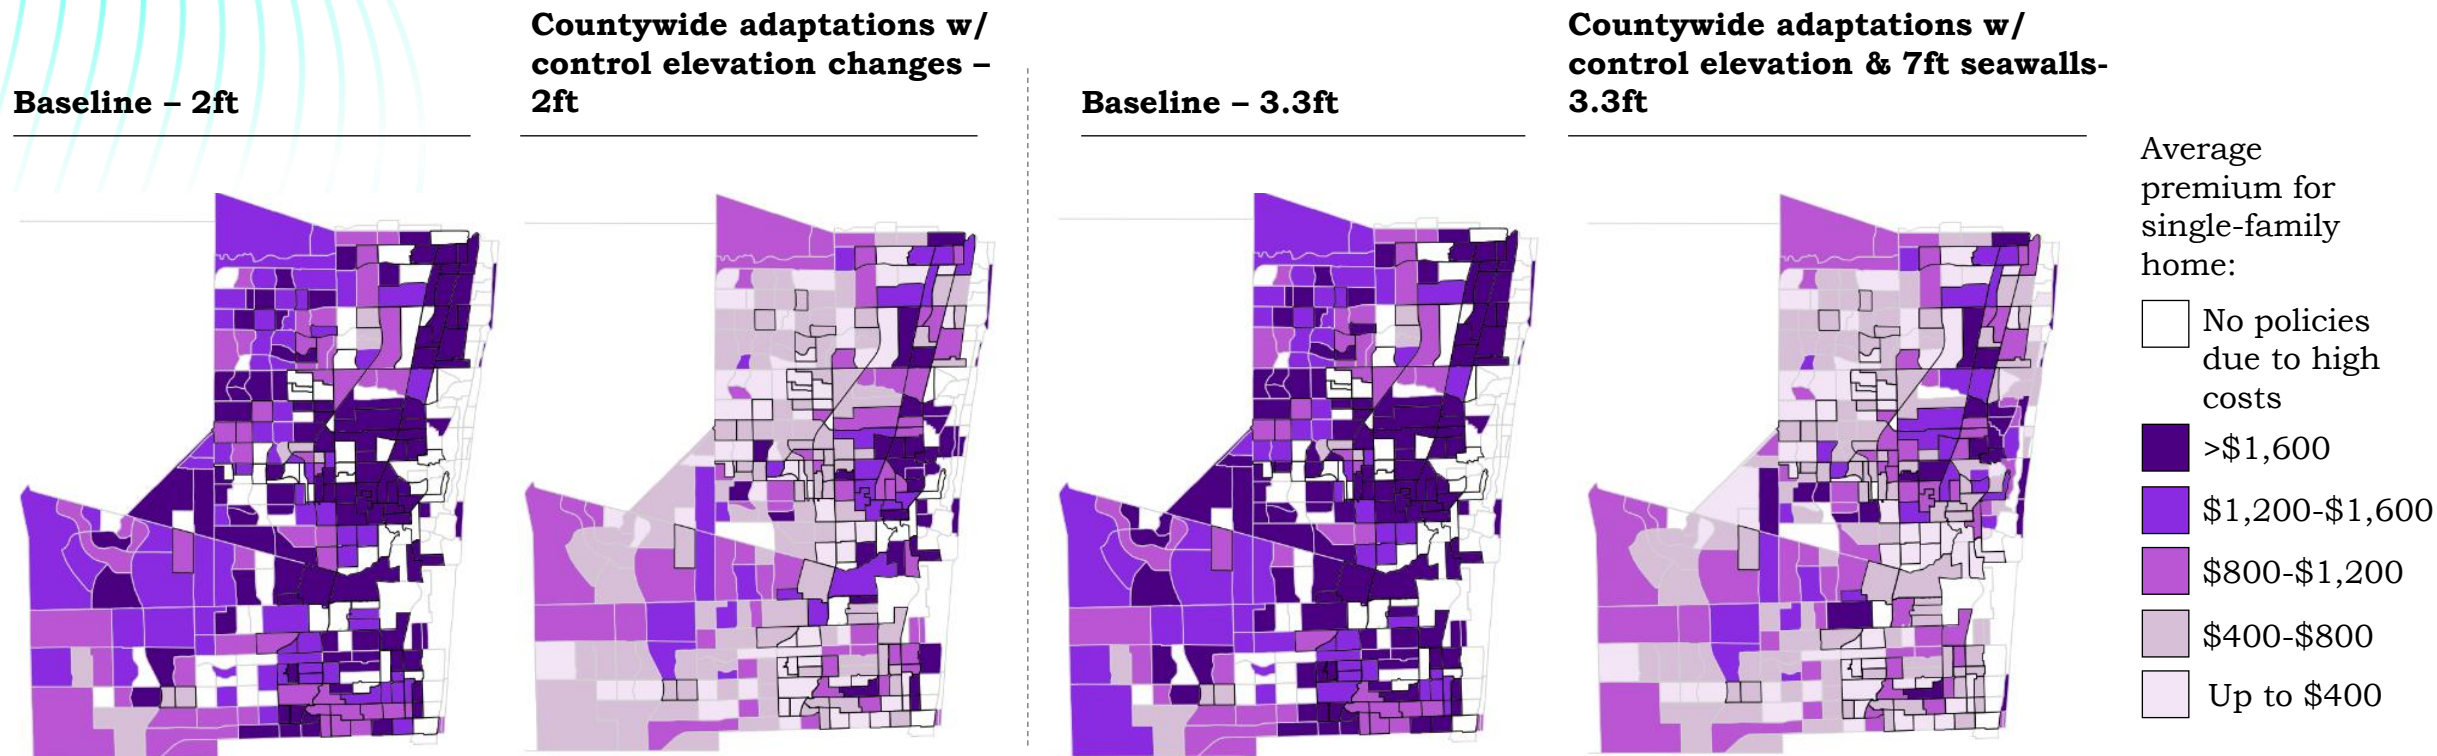 Baseline – 2ft
Countywide adaptations w/
control elevation changes –
2ft
Baseline – 3.3ft
Countywide adaptations w/
control elevation & 7ft seawalls-
3.3ft
Average
premium for
single-family
home:
No policies
due to high
costs
>$1,600
$1,200-$1,600
$800-$1,200
$400-$800
Up to $400